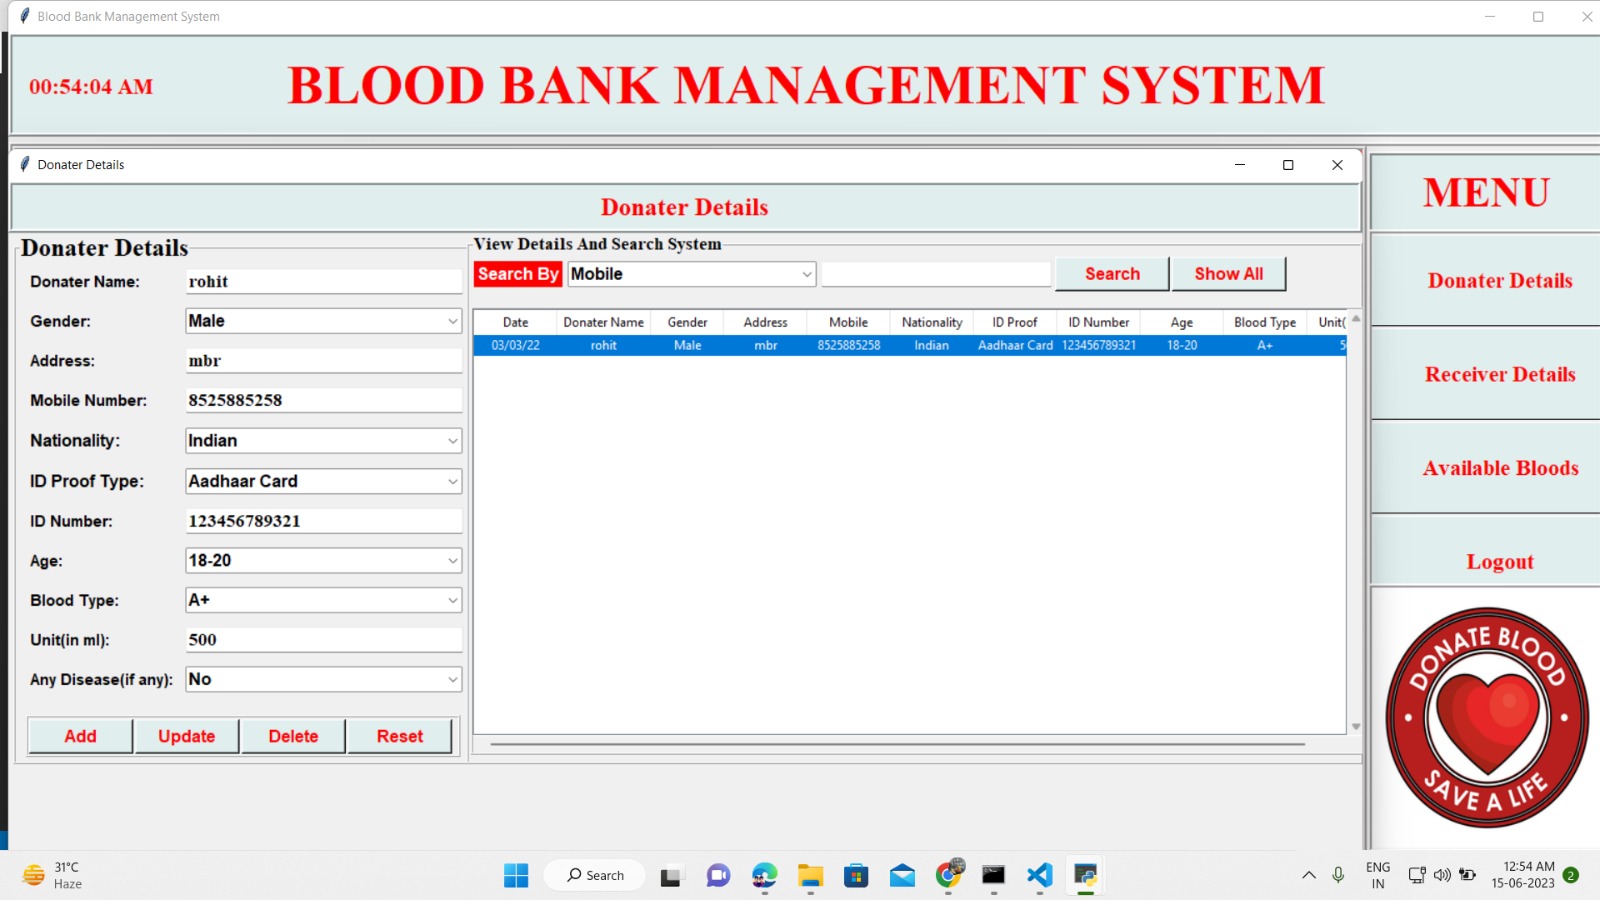 Blood Bank Management System
00:54:04 AM
BLOOD BANK MANAGEMENT SYSTEM
Donater Details
Donater Details
Donater Details
Donater Name: rohit
Gender: Male
Address: mbr
Mobile Number: 8525885258
Nationality: Indian
ID Proof Type: Aadhaar Card
ID Number: 123456789321
Age: 18-20
Blood Type: A+
Unit(in ml): 500
Any Disease(if any): No
Add Update Delete Reset
View Details And Search System
Search By Mobile Search Show All
Date Donater Name Gender Address Mobile Nationality ID Proof ID Number Age Blood Type Unit(
03/03/22 rohit Male mbr 8525885258 Indian Aadhaar Card 123456789321 18-20 A+ 5
MENU
Donater Details
Receiver Details
Available Bloods
Logout
DONATE BLOOD
SAVE A LIFE
31°C
Haze
Search
ENG
IN
12:54 AM
15-06-2023
2